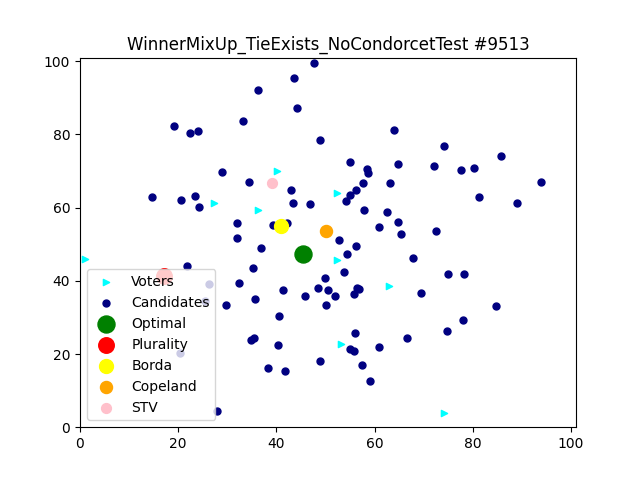 WinnerMixUp_TieExists_NoCondorcetTest #9513
100
80
60
40
20
0
Voters
Candidates
Optimal
Plurality
Borda
Copeland
STV
0 20 40 60 80 100